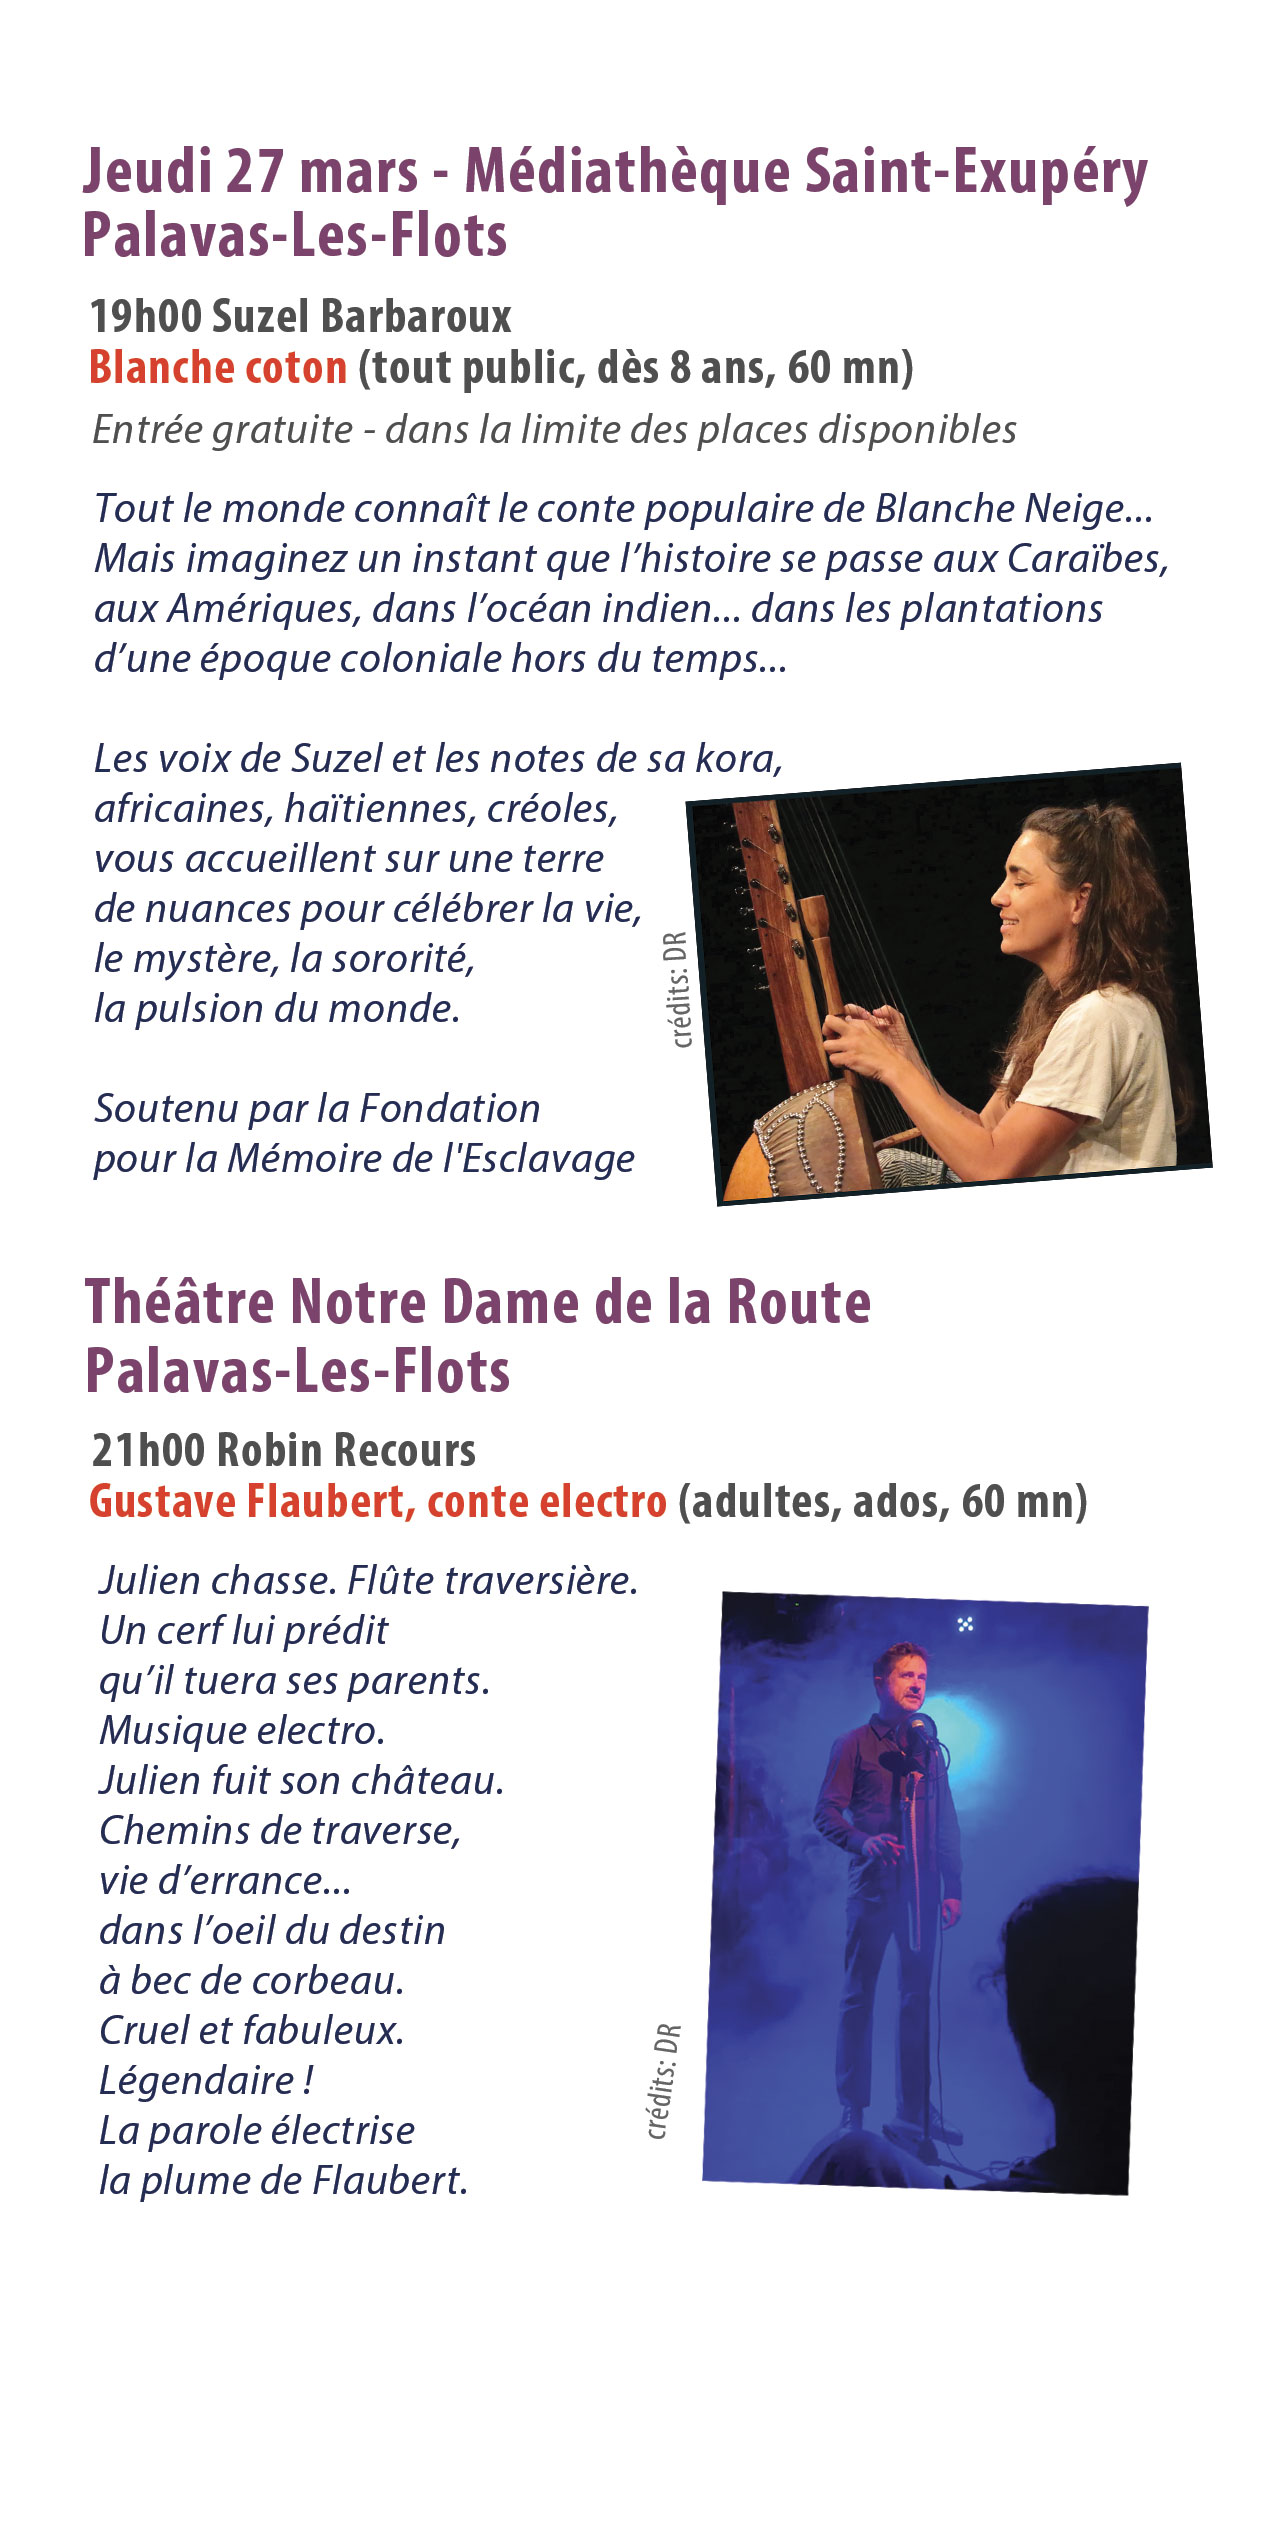 Jeudi 27 mars - Médiathèque Saint-Exupéry
Palavas-Les-Flots
19h00 Suzel Barbaroux
Blanche coton (tout public, dès 8 ans, 60 mn)
Entrée gratuite - dans la limite des places disponibles
Tout le monde connaît le conte populaire de Blanche Neige...
Mais imaginez un instant que l’histoire se passe aux Caraïbes,
aux Amériques, dans l’océan indien... dans les plantations
d’une époque coloniale hors du temps...
Les voix de Suzel et les notes de sa kora,
africaines, haïtiennes, créoles,
vous accueillent sur une terre
de nuances pour célébrer la vie,
le mystère, la sororité,
la pulsion du monde.
crédits: DR
Soutenu par la Fondation
pour la Mémoire de l'Esclavage
Théâtre Notre Dame de la Route
Palavas-Les-Flots
21h00 Robin Recours
Gustave Flaubert, conte electro (adultes, ados, 60 mn)
Julien chasse. Flûte traversière.
Un cerf lui prédit
qu’il tuera ses parents.
Musique electro.
Julien fuit son château.
Chemins de traverse,
vie d’errance...
dans l’oeil du destin
à bec de corbeau.
Cruel et fabuleux.
Légendaire !
La parole électrise
la plume de Flaubert.
crédits: DR